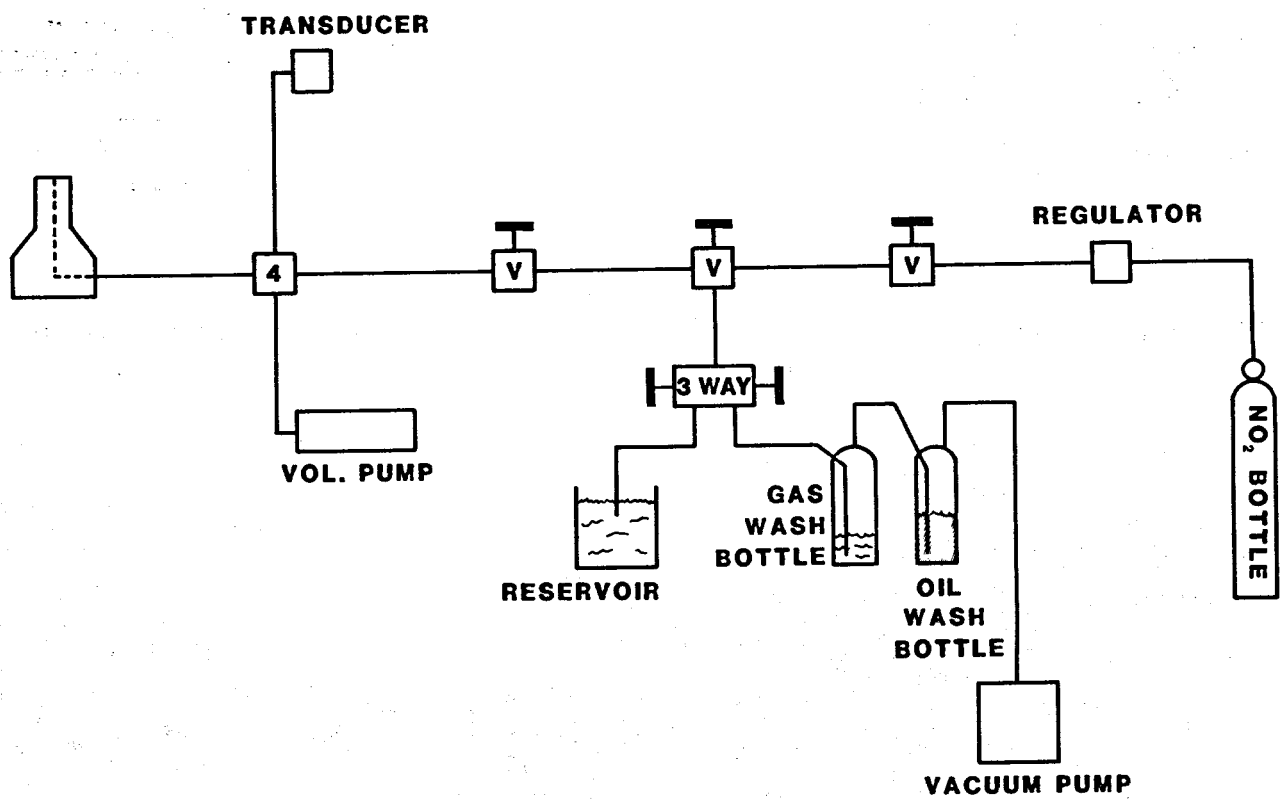 TRANSDUCER
REGULATOR
4
V
V
V
3 WAY
VOL. PUMP
GAS
WASH
BOTTLE
NO₂ BOTTLE
RESERVOIR
OIL
WASH
BOTTLE
VACUUM PUMP